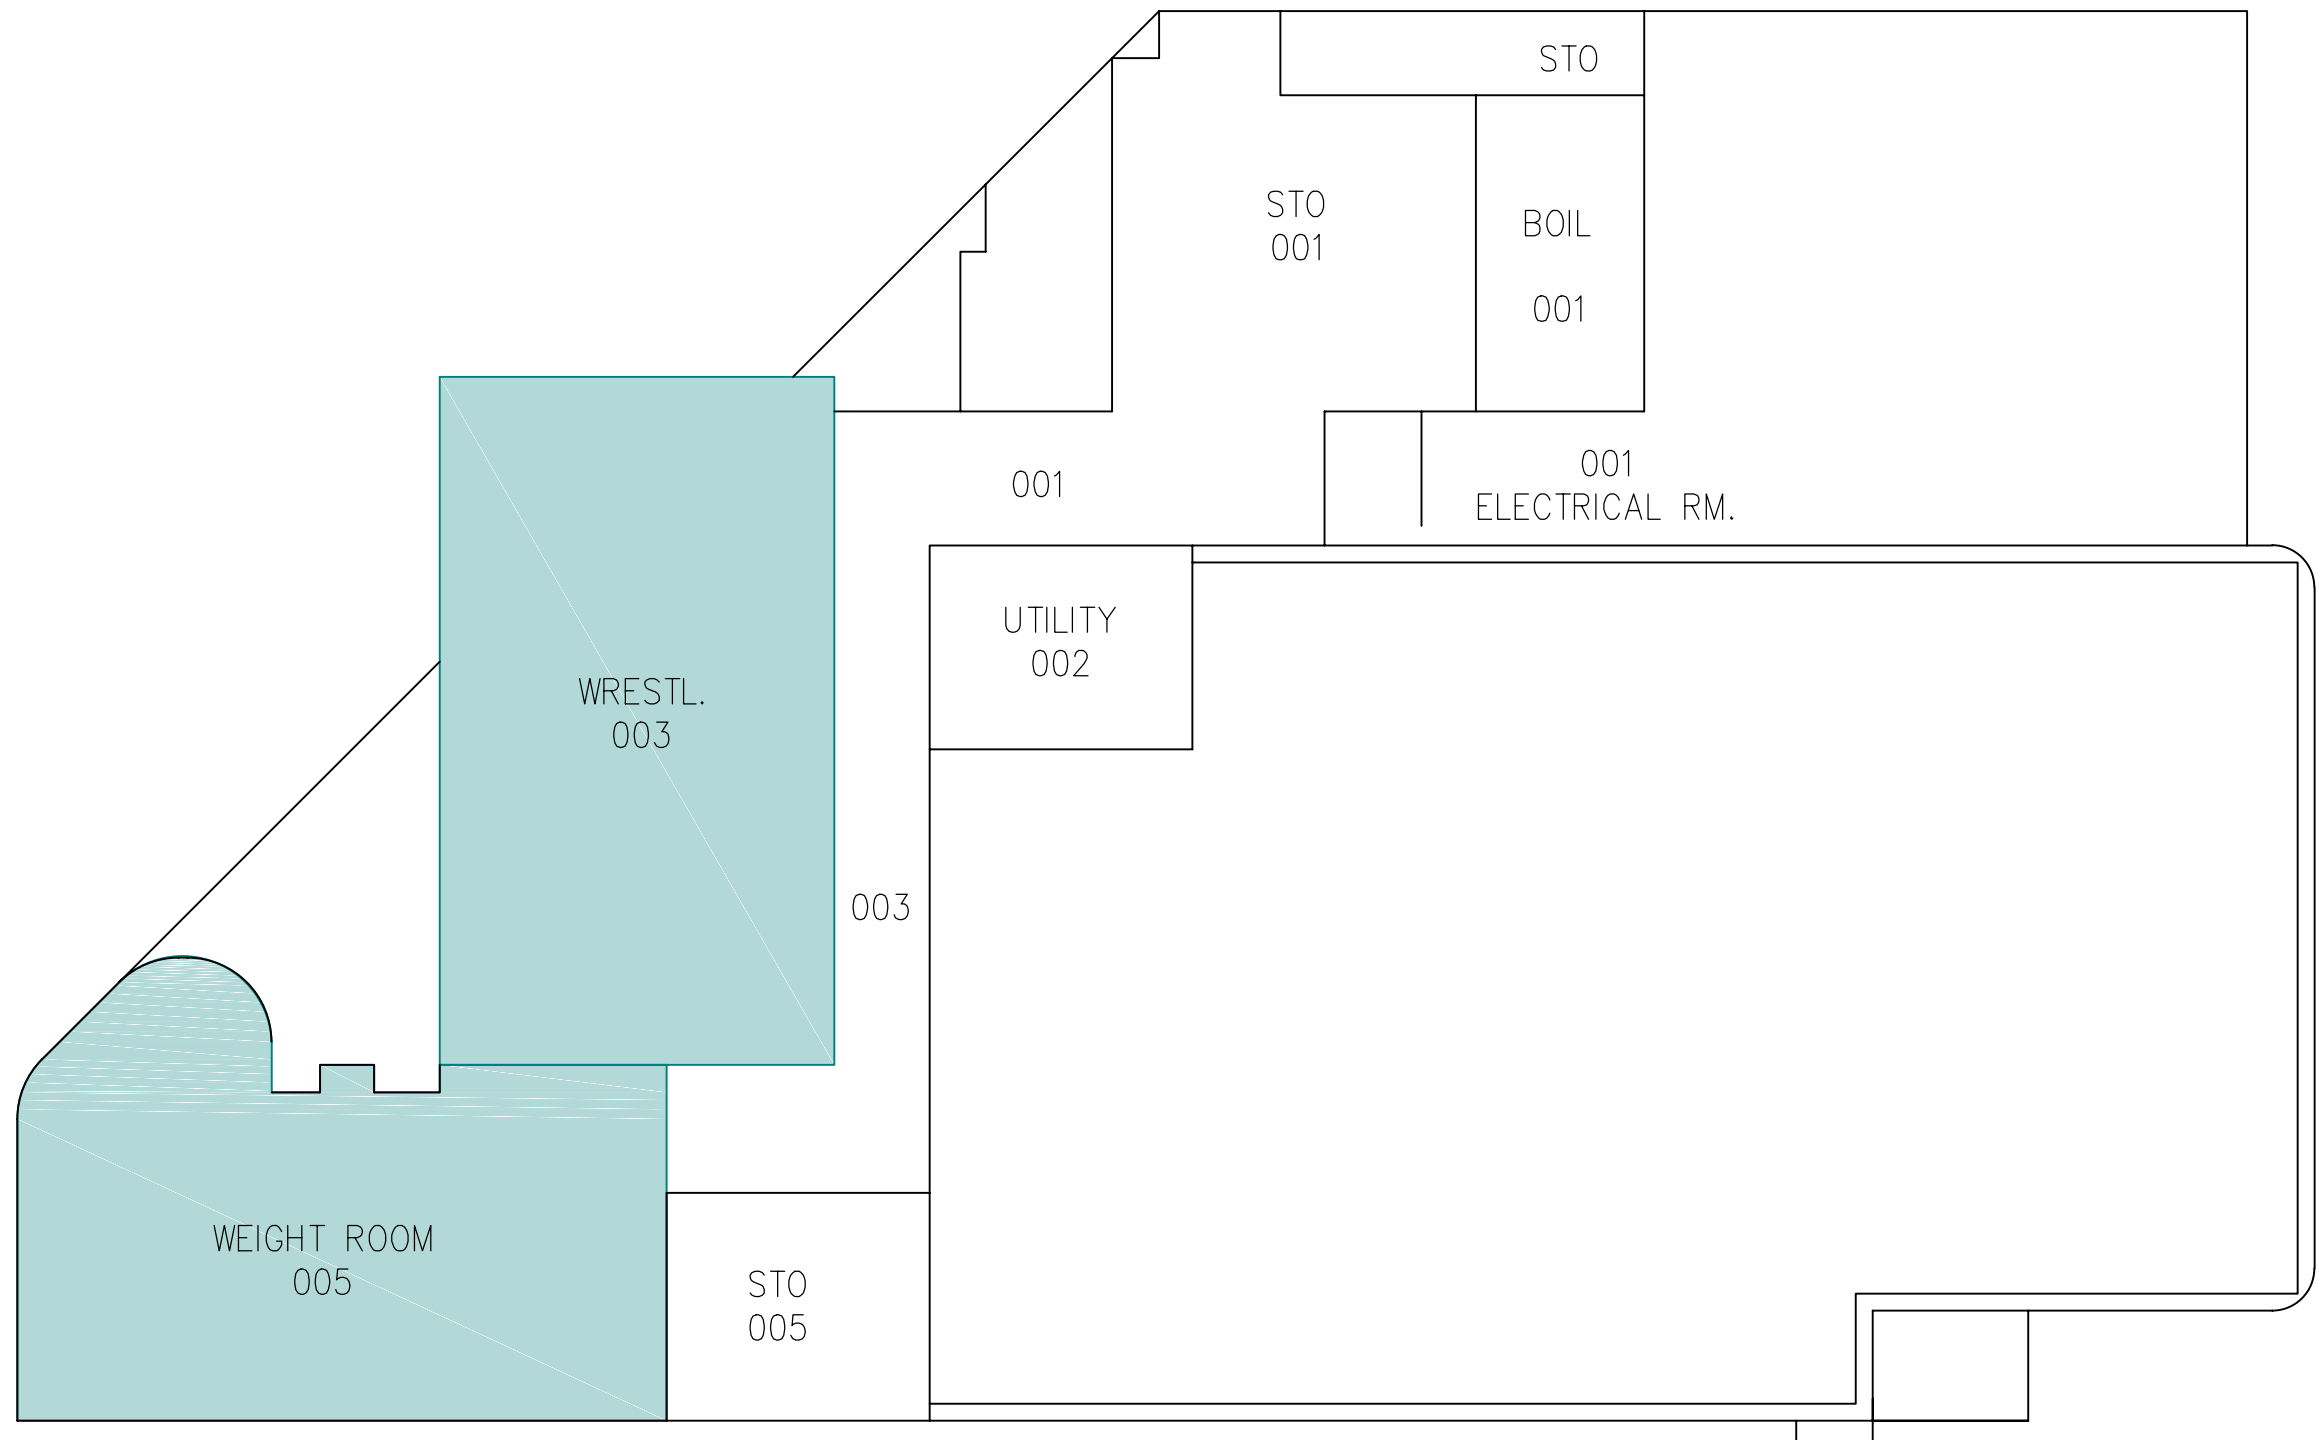 STO
STO
001
BOIL
001
001
001
ELECTRICAL RM.
UTILITY
002
WRESTL.
003
003
WEIGHT ROOM
005
STO
005